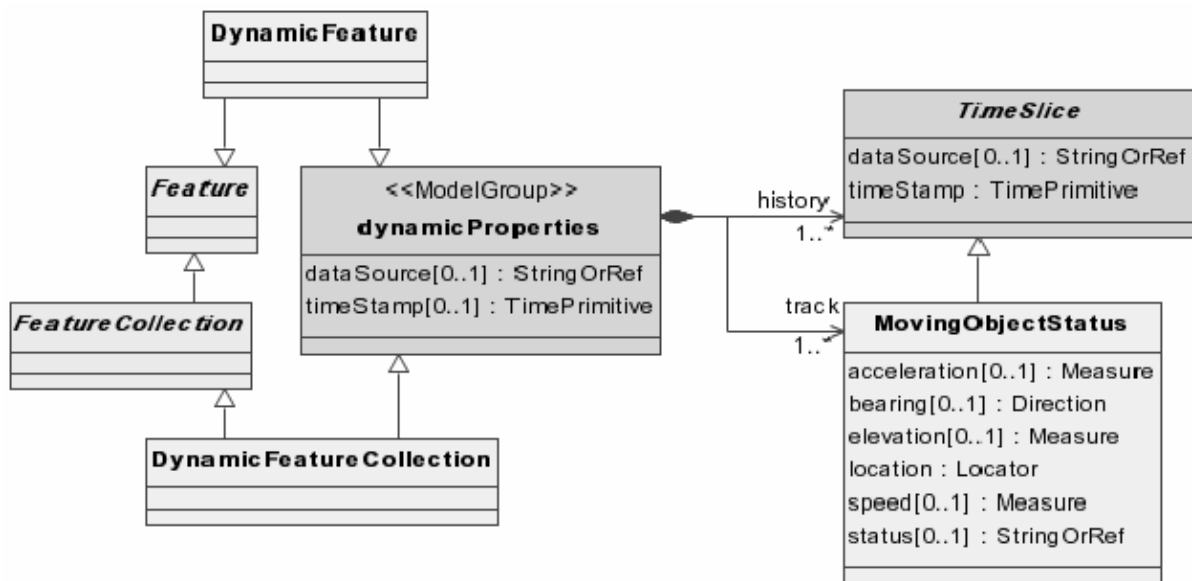 DynamicFeature
Feature
<<ModelGroup>>
dynamicProperties
dataSource[0..1] : StringOrRef
timeStamp[0..1] : TimePrimitive
history
1..*
track
1..*
TimeSlice
dataSource[0..1] : StringOrRef
timeStamp : TimePrimitive
FeatureCollection
DynamicFeatureCollection
MovingObjectStatus
acceleration[0..1] : Measure
bearing[0..1] : Direction
elevation[0..1] : Measure
location : Locator
speed[0..1] : Measure
status[0..1] : StringOrRef